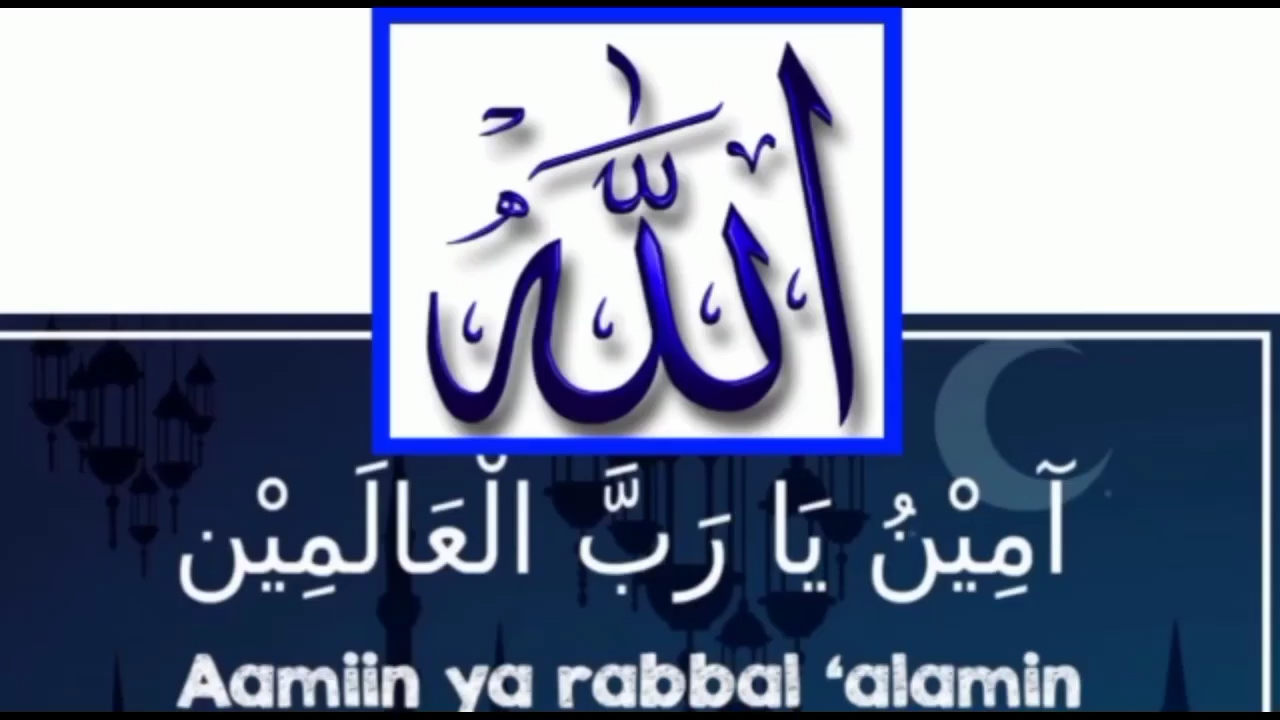 الله
آمِيْنُ يَا رَبَّ الْعَالَمِيْن
Aamiin ya rabbal ‘alamin